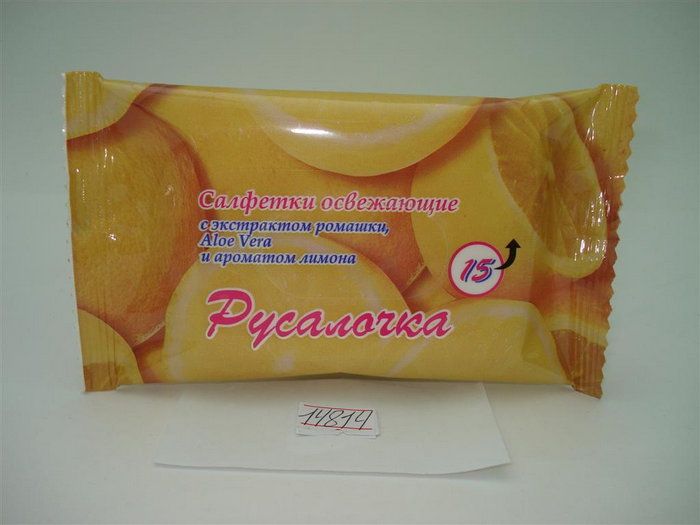 Салфетки освежающие
с экстрактом ромашки,
Aloe Vera
и ароматом лимона
15
Русалочка
14814